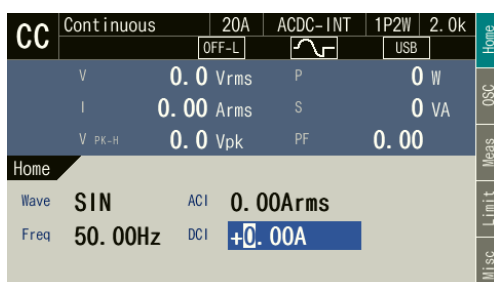 CC Continuous 20A ACDC-INT 1P2W 2.0k
OFF-L USB
V 0.0 Vrms P 0 W
I 0.00 Arms S 0 VA
V PK-H 0.0 Vpk PF 0.00
Home
Wave SIN ACI 0.00Arms
Freq 50.00Hz DCI +0.00A
Home
OSC
Meas
Limit
Misc